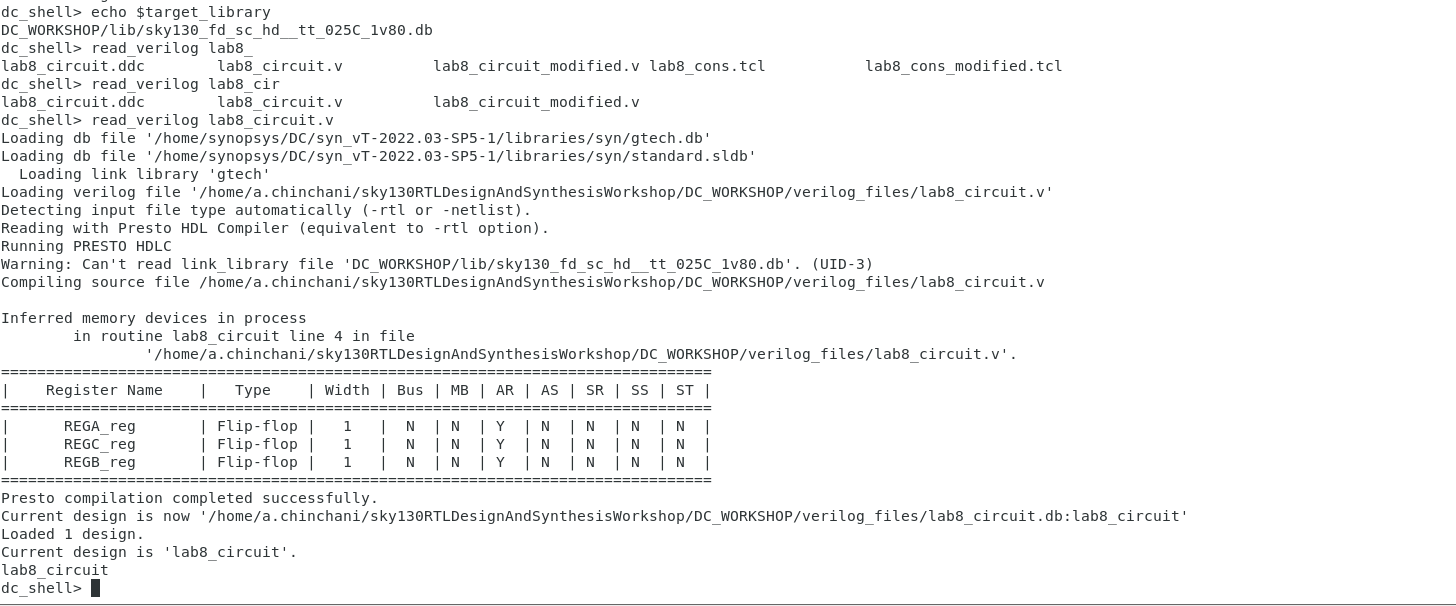 dc_shell> echo $target_library
DC_WORKSHOP/lib/sky130_fd_sc_hd__tt_025C_1v80.db
dc_shell> read_verilog lab8_
lab8_circuit.ddc        lab8_circuit.v          lab8_circuit_modified.v lab8_cons.tcl           lab8_cons_modified.tcl
dc_shell> read_verilog lab8_cir
lab8_circuit.ddc        lab8_circuit.v          lab8_circuit_modified.v
dc_shell> read_verilog lab8_circuit.v
Loading db file '/home/synopsys/DC/syn_vT-2022.03-SP5-1/libraries/syn/gtech.db'
Loading db file '/home/synopsys/DC/syn_vT-2022.03-SP5-1/libraries/syn/standard.sldb'
  Loading link library 'gtech'
Loading verilog file '/home/a.chinchani/sky130RTLDesignAndSynthesisWorkshop/DC_WORKSHOP/verilog_files/lab8_circuit.v'
Detecting input file type automatically (-rtl or -netlist).
Reading with Presto HDL Compiler (equivalent to -rtl option).
Running PRESTO HDLC
Warning: Can't read link_library file 'DC_WORKSHOP/lib/sky130_fd_sc_hd__tt_025C_1v80.db'. (UID-3)
Compiling source file /home/a.chinchani/sky130RTLDesignAndSynthesisWorkshop/DC_WORKSHOP/verilog_files/lab8_circuit.v

Inferred memory devices in process
        in routine lab8_circuit line 4 in file
                '/home/a.chinchani/sky130RTLDesignAndSynthesisWorkshop/DC_WORKSHOP/verilog_files/lab8_circuit.v'.
===============================================================================
|    Register Name    |   Type    | Width | Bus | MB | AR | AS | SR | SS | ST |
===============================================================================
|      REGA_reg       | Flip-flop |   1   |  N  | N  | Y  | N  | N  | N  | N  |
|      REGC_reg       | Flip-flop |   1   |  N  | N  | Y  | N  | N  | N  | N  |
|      REGB_reg       | Flip-flop |   1   |  N  | N  | Y  | N  | N  | N  | N  |
===============================================================================
Presto compilation completed successfully.
Current design is now '/home/a.chinchani/sky130RTLDesignAndSynthesisWorkshop/DC_WORKSHOP/verilog_files/lab8_circuit.db:lab8_circuit'
Loaded 1 design.
Current design is 'lab8_circuit'.
lab8_circuit
dc_shell>